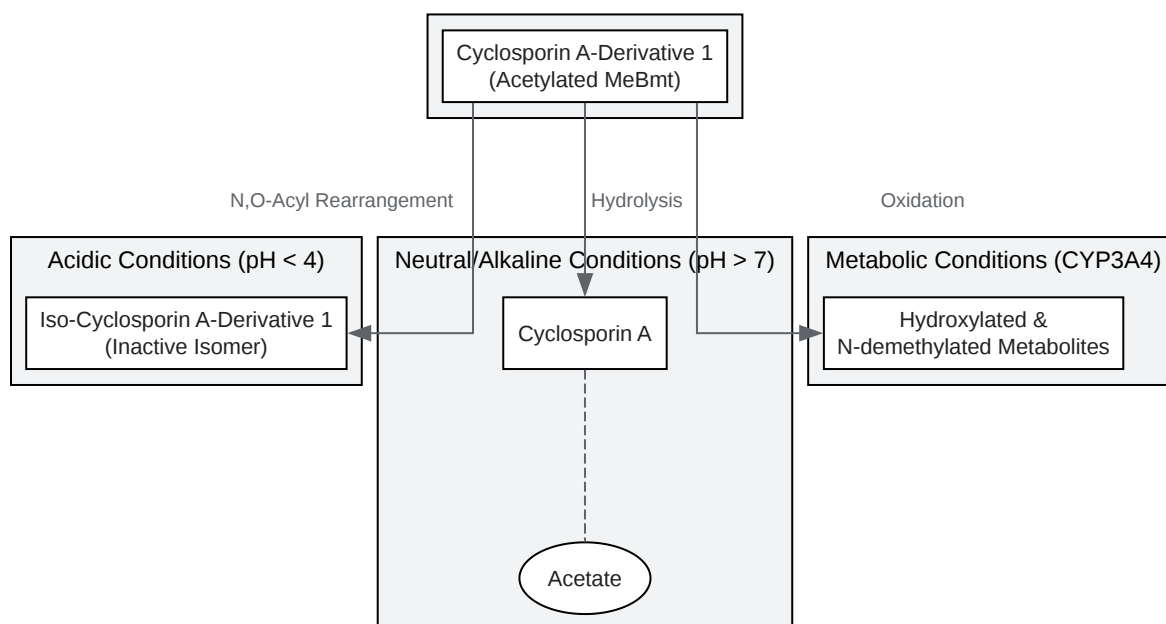 Cyclosporin A-Derivative 1
(Acetylated MeBmt)
N,O-Acyl Rearrangement
Hydrolysis
Oxidation
Acidic Conditions (pH < 4)
Neutral/Alkaline Conditions (pH > 7)
Metabolic Conditions (CYP3A4)
Iso-Cyclosporin A-Derivative 1
(Inactive Isomer)
Cyclosporin A
Hydroxylated &
N-demethylated Metabolites
Acetate